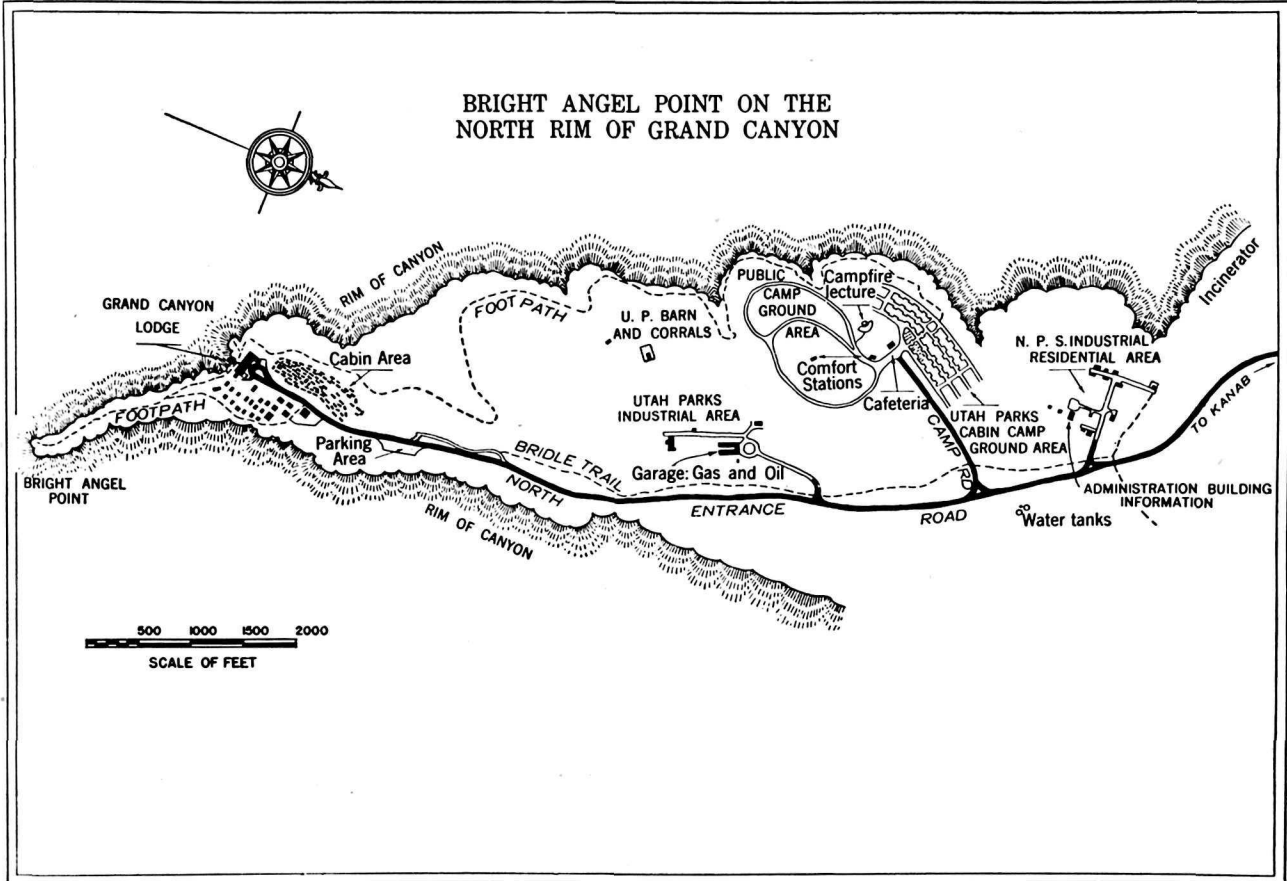 BRIGHT ANGEL POINT ON THE
NORTH RIM OF GRAND CANYON
RIM OF CANYON
GRAND CANYON
LODGE
Cabin Area
FOOTPATH
BRIGHT ANGEL
POINT
Parking
Area
FOOT PATH
U. P. BARN
AND CORRALS
PUBLIC
CAMP
GROUND
AREA
Campfire
lecture
Comfort
Stations
Cafeteria
UTAH PARKS
CABIN CAMP
GROUND AREA
N. P. S. INDUSTRIAL
RESIDENTIAL AREA
Incinerator
TO KANAB
UTAH PARKS
INDUSTRIAL AREA
Garage: Gas and Oil
BRIDLE TRAIL
NORTH
ENTRANCE
ROAD
CAMP RD
ADMINISTRATION BUILDING
INFORMATION
Water tanks
RIM OF CANYON
500 1000 1500 2000
SCALE OF FEET